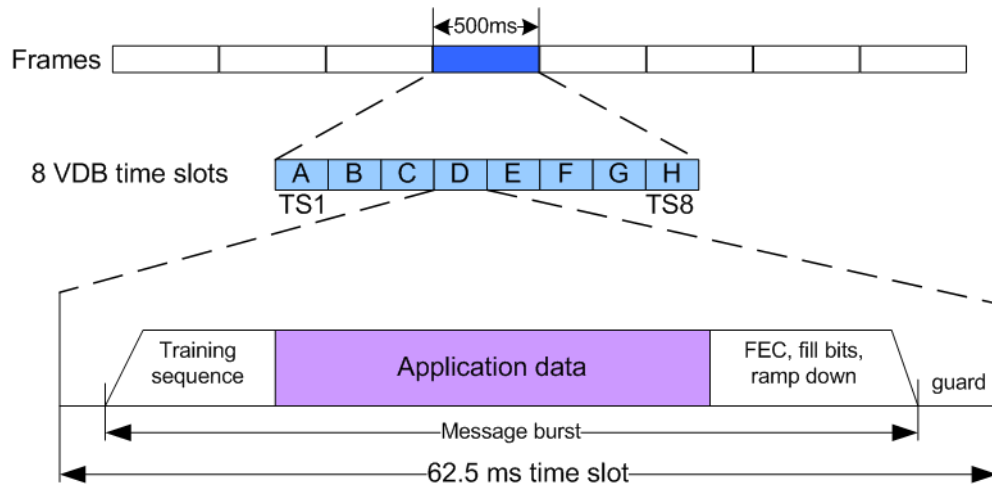 500ms
Frames
8 VDB time slots
A B C D E F G H
TS1 TS8
Training
sequence
Application data
FEC, fill bits,
ramp down
guard
Message burst
62.5 ms time slot